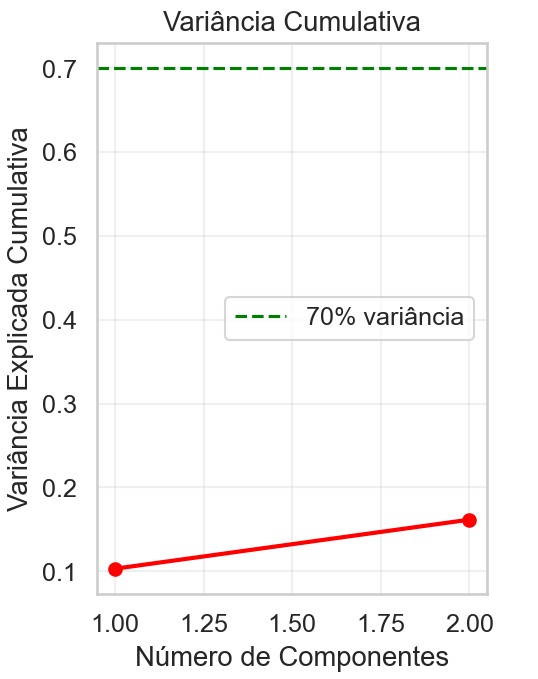 Variância Cumulativa
Variância Explicada Cumulativa
0.7
0.6
0.5
0.4
0.3
0.2
0.1
70% variância
1.00 1.25 1.50 1.75 2.00
Número de Componentes